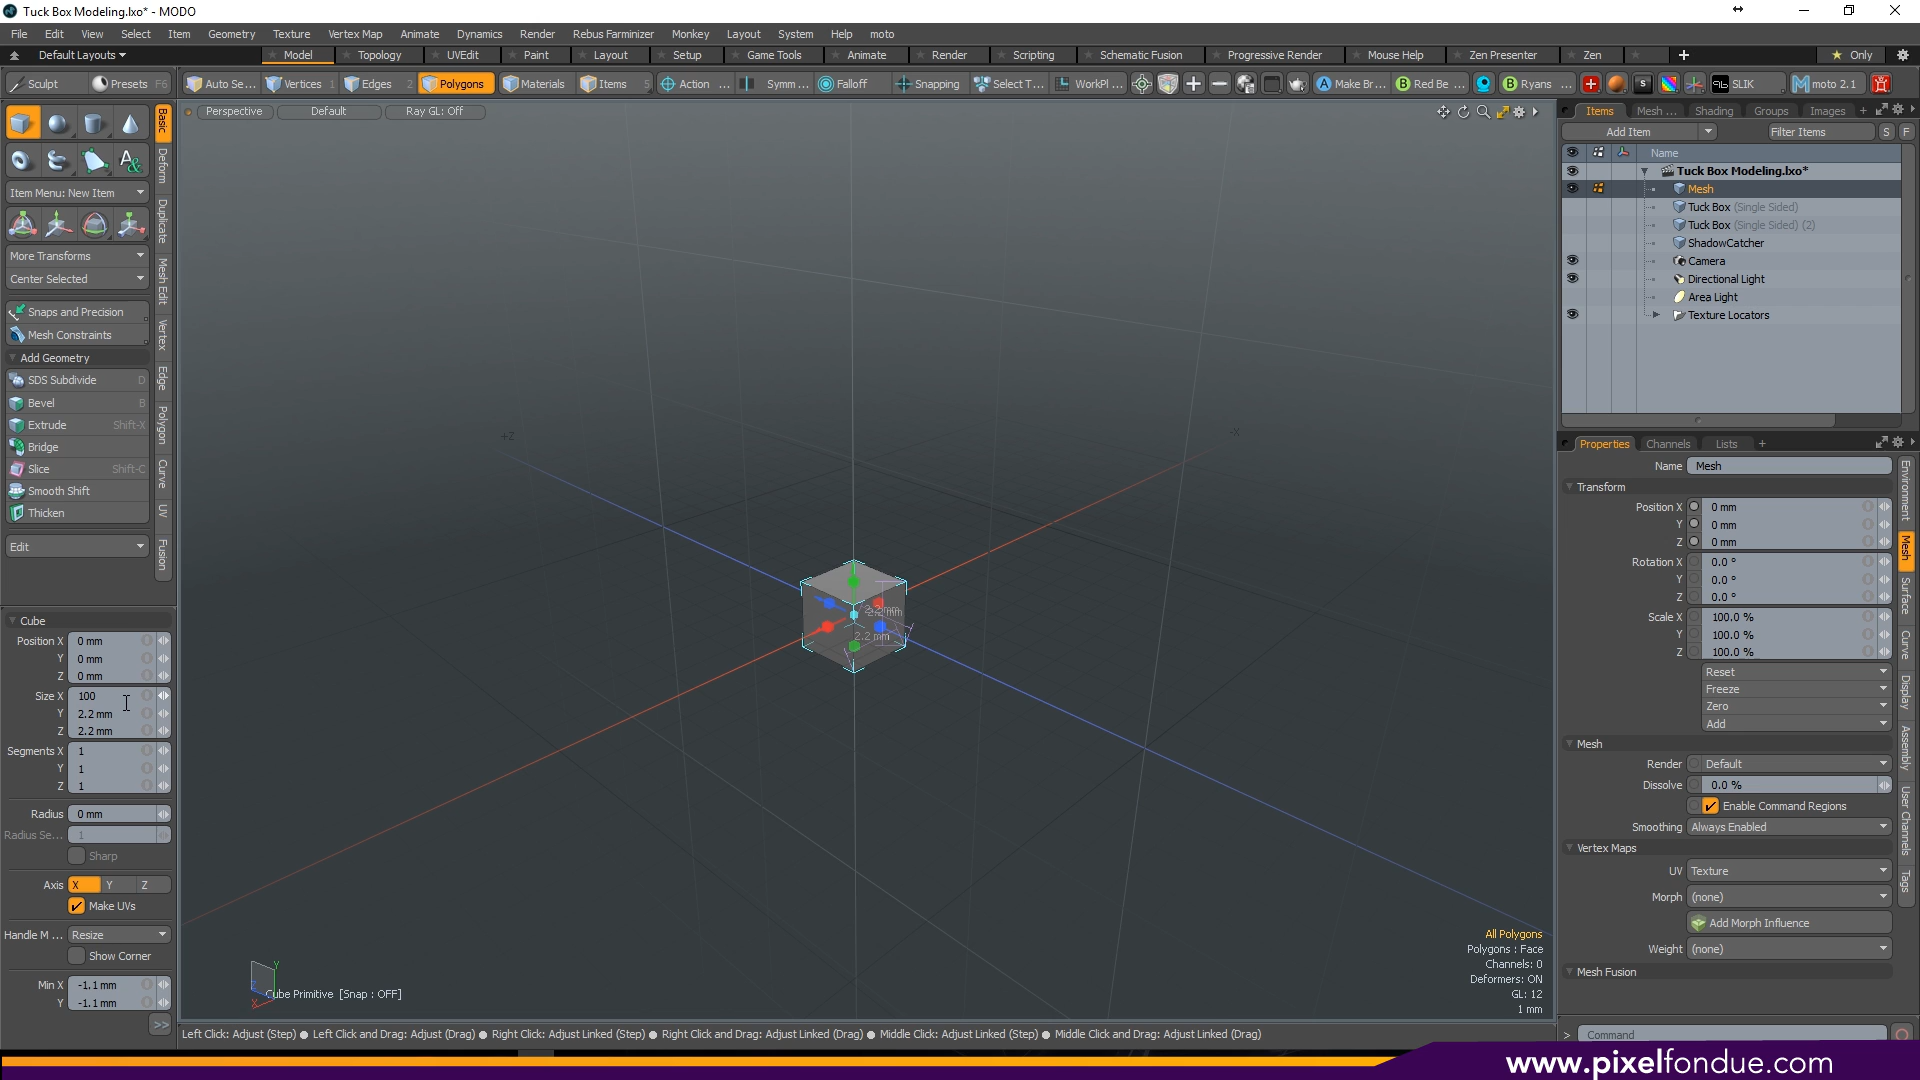 Tuck Box Modeling.lxo* - MODO
File Edit View Select Item Geometry Texture Vertex Map Animate Dynamics Render Rebus Farminizer Monkey Layout System Help moto
Default Layouts Model Topology UVEdit Paint Layout Setup Game Tools Animate Render Scripting Schematic Fusion Progressive Render Mouse Help Zen Presenter Zen Only
Sculpt Presets F6 Auto Se... Vertices 1 Edges 2 Polygons Materials Items 5 Action ... Symm ... Falloff Snapping Select T... WorkPl ... Make Br... Red Be ... Ryans ... SLIK moto 2.1
Perspective Default Ray GL: Off
Basic
Deform
Duplicate
Mesh Edit
Vertex
Edge
Polygon
Curve
UV
Fusion
Item Menu: New Item
More Transforms
Center Selected
Snaps and Precision
Mesh Constraints
Add Geometry
SDS Subdivide D
Bevel B
Extrude Shift-X
Bridge
Slice Shift-C
Smooth Shift
Thicken
Edit
Cube
Position X 0 mm
Y 0 mm
Z 0 mm
Size X 100
Y 2.2 mm
Z 2.2 mm
Segments X 1
Y 1
Z 1
Radius 0 mm
Radius Se... 1
Sharp
Axis X Y Z
Make UVs
Handle M ... Resize
Show Corner
Min X -1.1 mm
Y -1.1 mm
>>
+Z
-X
2.2 mm
Y
Z
X
Cube Primitive [Snap : OFF]
All Polygons
Polygons : Face
Channels: 0
Deformers: ON
GL: 12
1 mm
Left Click: Adjust (Step) ● Left Click and Drag: Adjust (Drag) ● Right Click: Adjust Linked (Step) ● Right Click and Drag: Adjust Linked (Drag) ● Middle Click: Adjust Linked (Step) ● Middle Click and Drag: Adjust Linked (Drag)
Items Mesh ... Shading Groups Images +
Add Item Filter Items S F
Name
Tuck Box Modeling.lxo*
Mesh
Tuck Box (Single Sided)
Tuck Box (Single Sided) (2)
ShadowCatcher
Camera
Directional Light
Area Light
Texture Locators
Properties Channels Lists +
Name Mesh
Transform
Position X 0 mm
Y 0 mm
Z 0 mm
Rotation X 0.0 °
Y 0.0 °
Z 0.0 °
Scale X 100.0 %
Y 100.0 %
Z 100.0 %
Reset
Freeze
Zero
Add
Mesh
Render Default
Dissolve 0.0 %
Enable Command Regions
Smoothing Always Enabled
Vertex Maps
UV Texture
Morph (none)
Add Morph Influence
Weight (none)
Mesh Fusion
Environment
Mesh
Surface
Curve
Display
Assembly
User Channels
Tags
> Command
www.pixelfondue.com